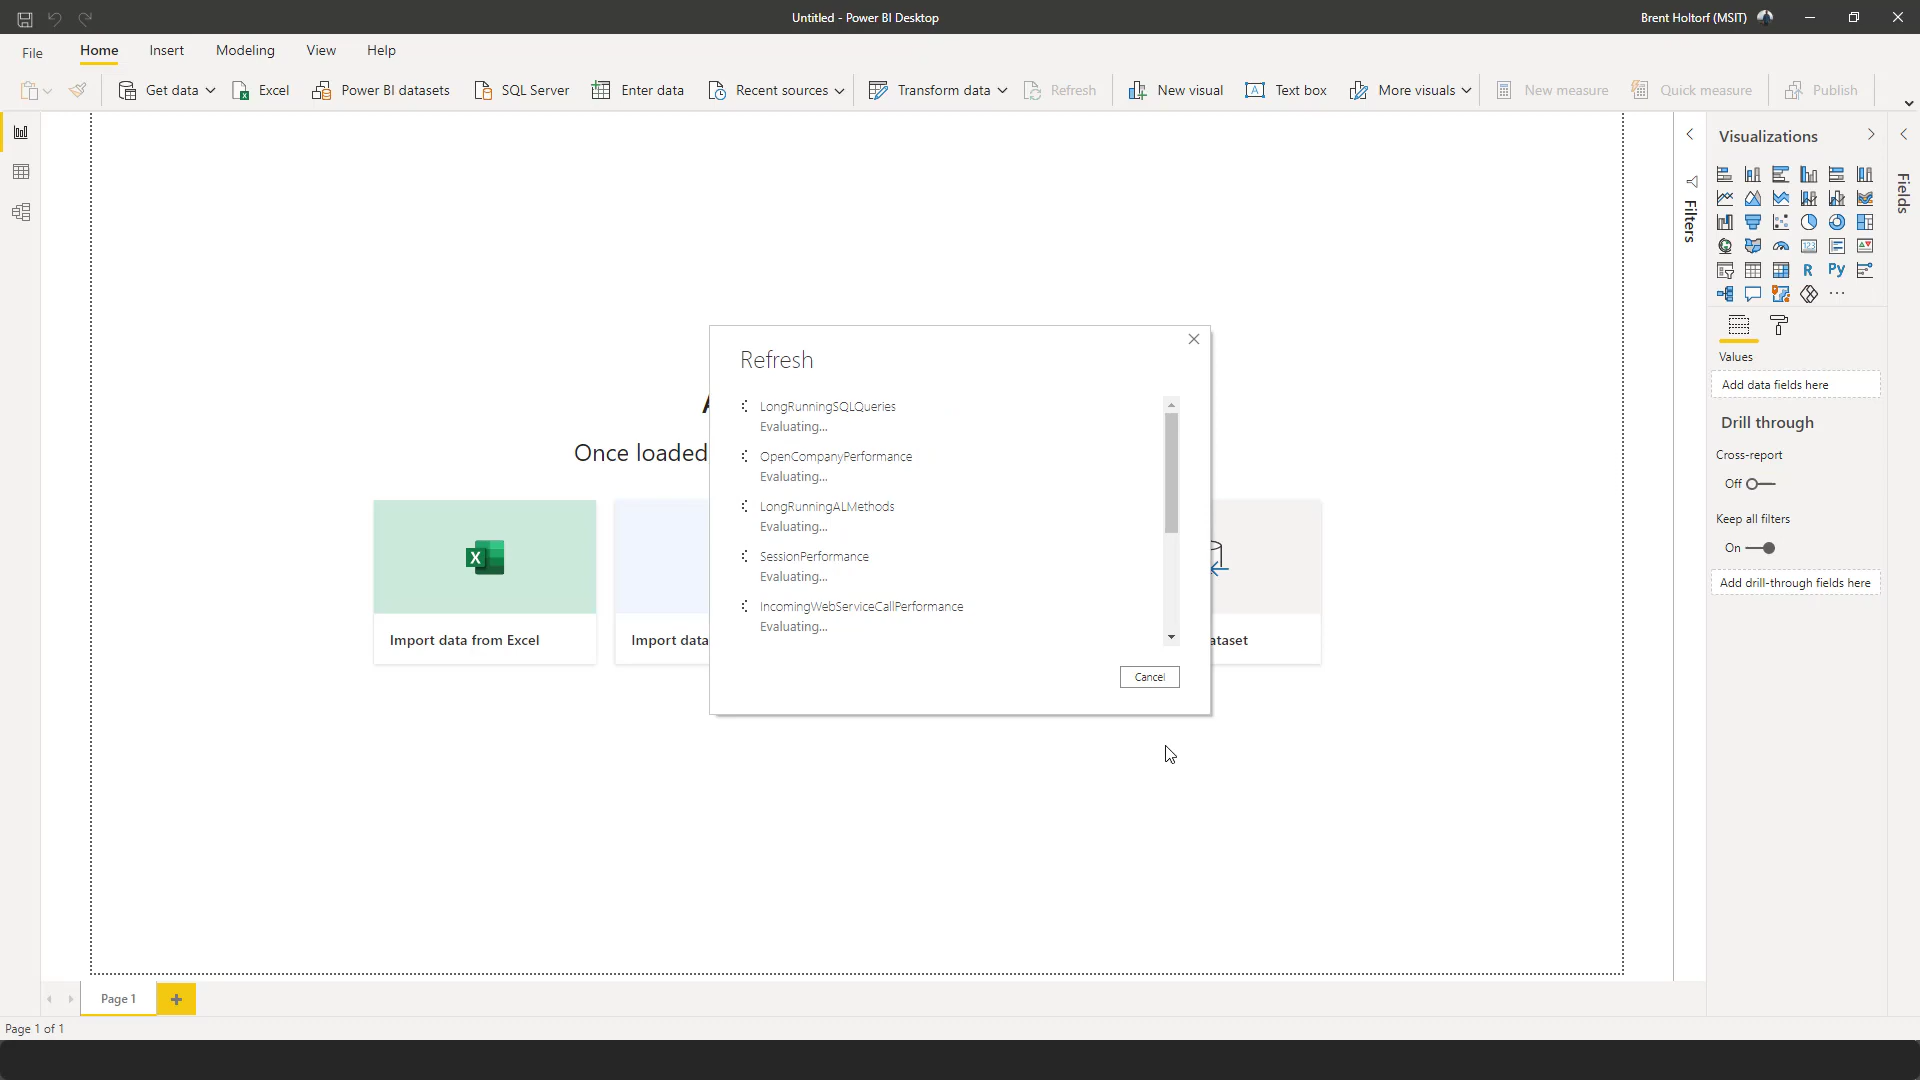 Untitled - Power BI Desktop
Brent Holtorf (MSIT)
File
Home
Insert
Modeling
View
Help
Get data
Excel
Power BI datasets
SQL Server
Enter data
Recent sources
Transform data
Refresh
New visual
Text box
More visuals
New measure
Quick measure
Publish
Once loaded
Import data from Excel
Import data
ataset
Refresh
LongRunningSQLQueries
Evaluating...
OpenCompanyPerformance
Evaluating...
LongRunningALMethods
Evaluating...
SessionPerformance
Evaluating...
IncomingWebServiceCallPerformance
Evaluating...
Cancel
Filters
Visualizations
R
Py
123
Values
Add data fields here
Drill through
Cross-report
Off
Keep all filters
On
Add drill-through fields here
Fields
Page 1
Page 1 of 1